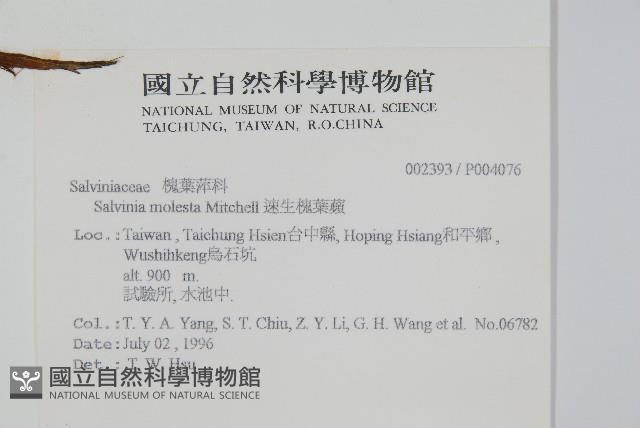 國立自然科學博物館
NATIONAL MUSEUM OF NATURAL SCIENCE
TAICHUNG, TAIWAN, R.O.CHINA
002393 / P004076
Salviniaceae 槐葉萍科
Salvinia molesta Mitchell 速生槐葉蘋
Loc.:Taiwan , Taichung Hsien台中縣, Hoping Hsiang和平鄉 ,
Wushihkeng烏石坑
alt. 900 m.
試驗所, 水池中.
Col.:T. Y. A. Yang, S. T. Chiu, Z. Y. Li, G. H. Wang et al. No.06782
Date:July 02 , 1996
Det.: T. W. Hsu
國立自然科學博物館
NATIONAL MUSEUM OF NATURAL SCIENCE